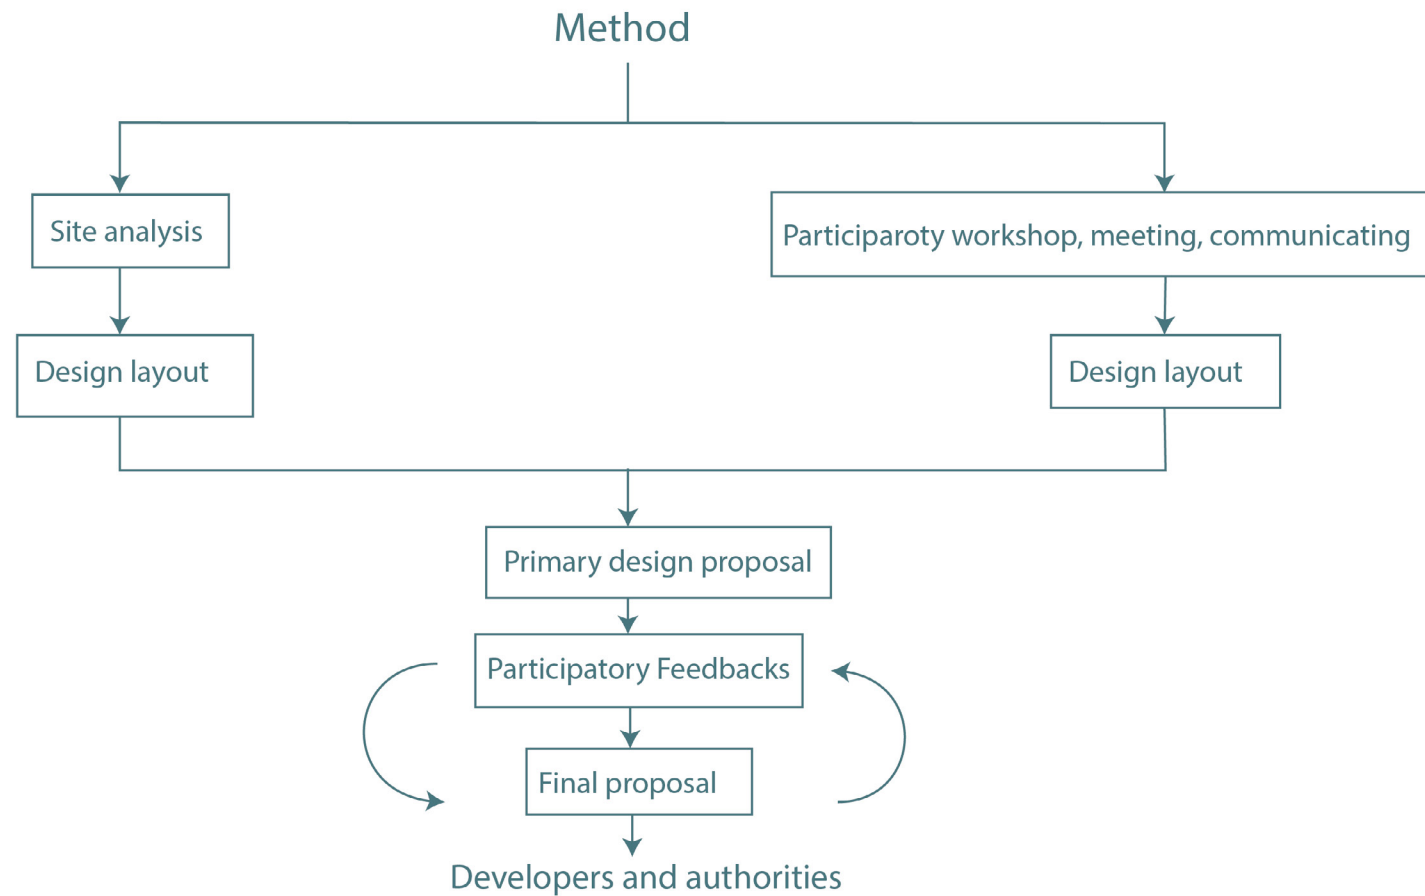 Method
Site analysis
Participaroty workshop, meeting, communicating
Design layout
Design layout
Primary design proposal
Participatory Feedbacks
Final proposal
Developers and authorities